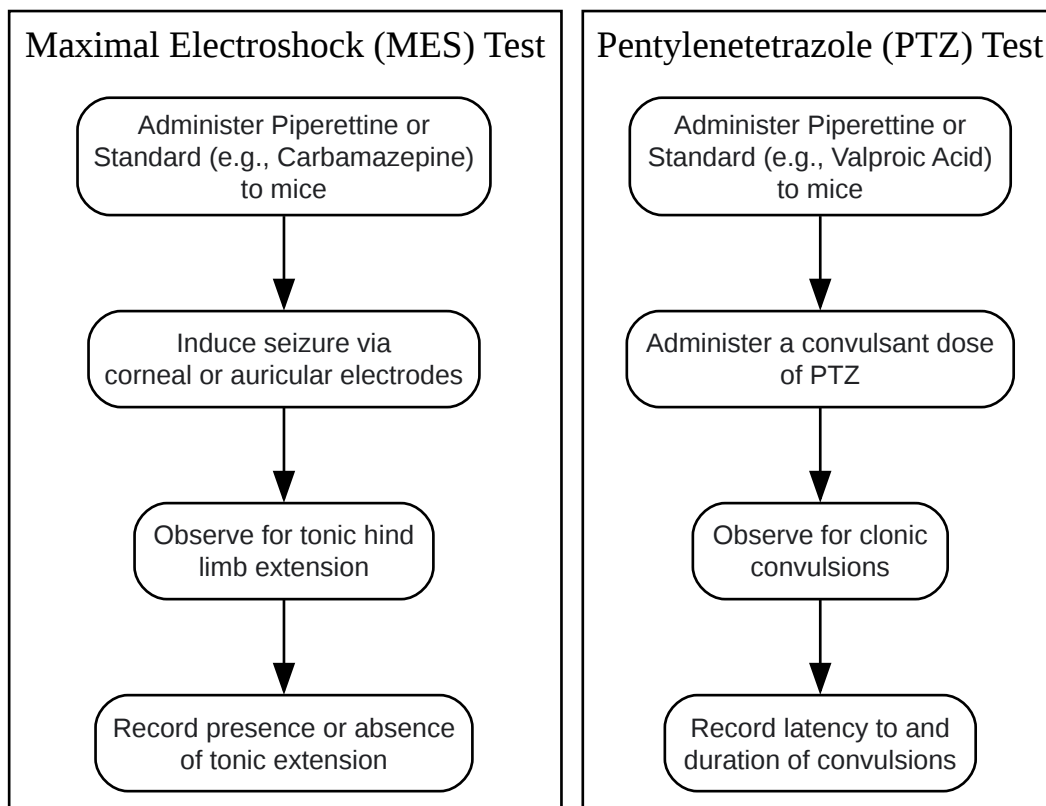 Maximal Electroshock (MES) Test
Administer Piperettine or
Standard (e.g., Carbamazepine)
to mice
Induce seizure via
corneal or auricular electrodes
Observe for tonic hind
limb extension
Record presence or absence
of tonic extension
Pentylenetetrazole (PTZ) Test
Administer Piperettine or
Standard (e.g., Valproic Acid)
to mice
Administer a convulsant dose
of PTZ
Observe for clonic
convulsions
Record latency to and
duration of convulsions